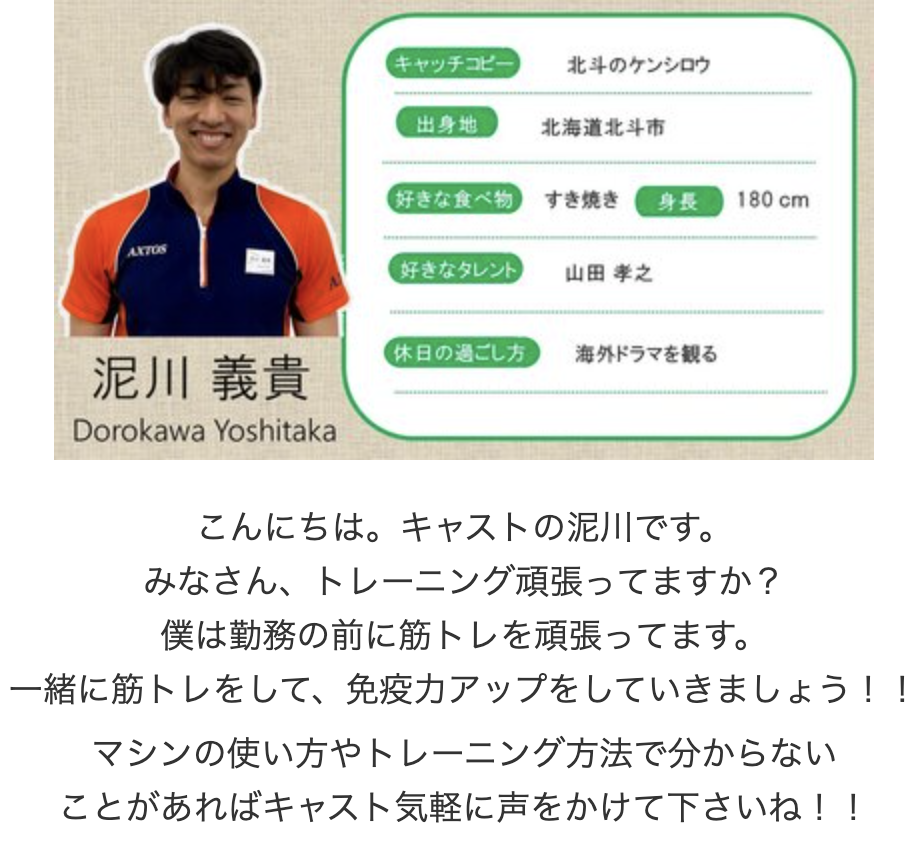 キャッチコピー 北斗のケンシロウ
出身地 北海道北斗市
好きな食べ物 すき焼き 身長 180 cm
好きなタレント 山田 孝之
休日の過ごし方 海外ドラマを観る
AXTOS
泥川 義貴
Dorokawa Yoshitaka
こんにちは。キャストの泥川です。
みなさん、トレーニング頑張ってますか？
僕は勤務の前に筋トレを頑張ってます。
一緒に筋トレをして、免疫力アップをしていきましょう！！
マシンの使い方やトレーニング方法で分からない
ことがあればキャスト気軽に声をかけて下さいね！！